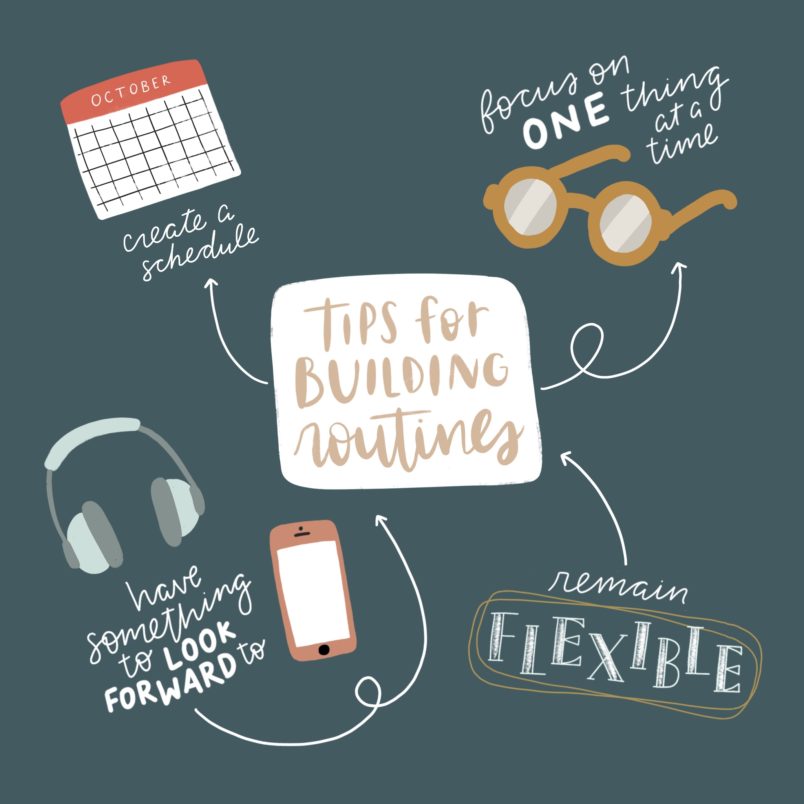 OCTOBER
create a
schedule
focus on
ONE thing
at a
time
TIPS for
BUILDING
routines
have
something
to LOOK
FORWARD to
remain
FLEXIBLE